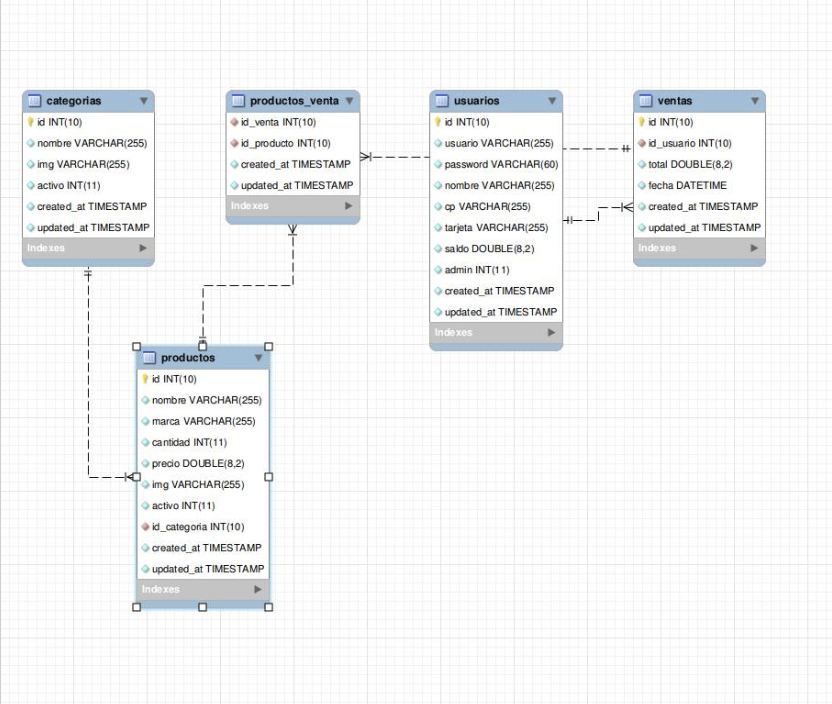 categorias
id INT(10)
nombre VARCHAR(255)
img VARCHAR(255)
activo INT(11)
created_at TIMESTAMP
updated_at TIMESTAMP
Indexes
productos_venta
id_venta INT(10)
id_producto INT(10)
created_at TIMESTAMP
updated_at TIMESTAMP
Indexes
usuarios
id INT(10)
usuario VARCHAR(255)
password VARCHAR(60)
nombre VARCHAR(255)
cp VARCHAR(255)
tarjeta VARCHAR(255)
saldo DOUBLE(8,2)
admin INT(11)
created_at TIMESTAMP
updated_at TIMESTAMP
Indexes
ventas
id INT(10)
id_usuario INT(10)
total DOUBLE(8,2)
fecha DATETIME
created_at TIMESTAMP
updated_at TIMESTAMP
Indexes
productos
id INT(10)
nombre VARCHAR(255)
marca VARCHAR(255)
cantidad INT(11)
precio DOUBLE(8,2)
img VARCHAR(255)
activo INT(11)
id_categoria INT(10)
created_at TIMESTAMP
updated_at TIMESTAMP
Indexes